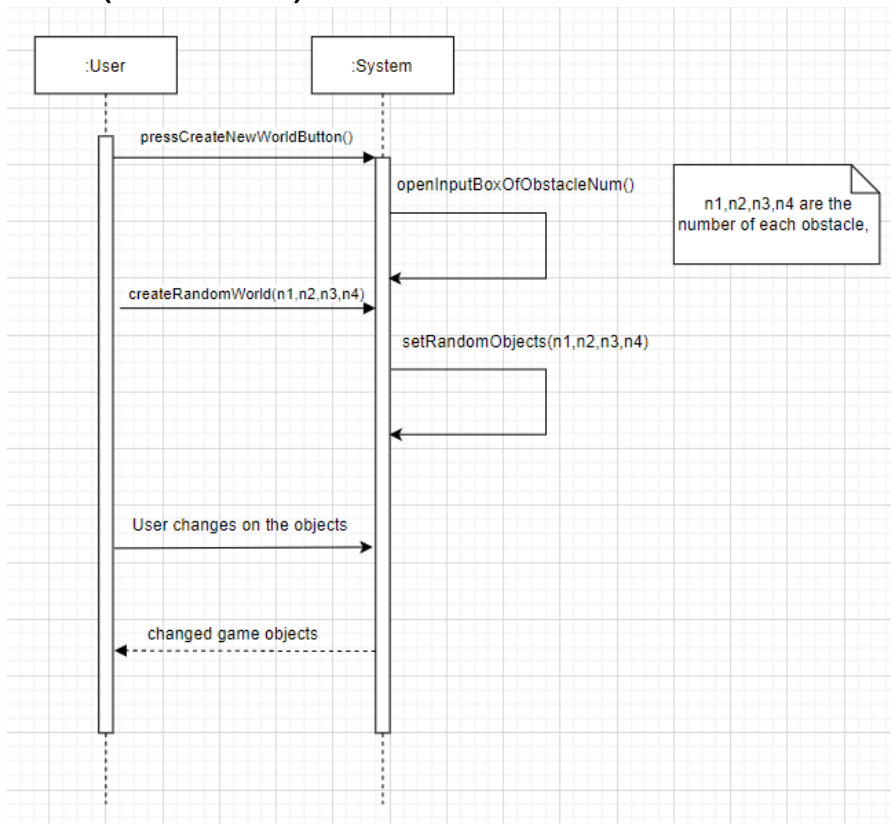 :User
:System
pressCreateNewWorldButton()
openInputBoxOfObstacleNum()
n1,n2,n3,n4 are the
number of each obstacle,
createRandomWorld(n1,n2,n3,n4)
setRandomObjects(n1,n2,n3,n4)
User changes on the objects
changed game objects